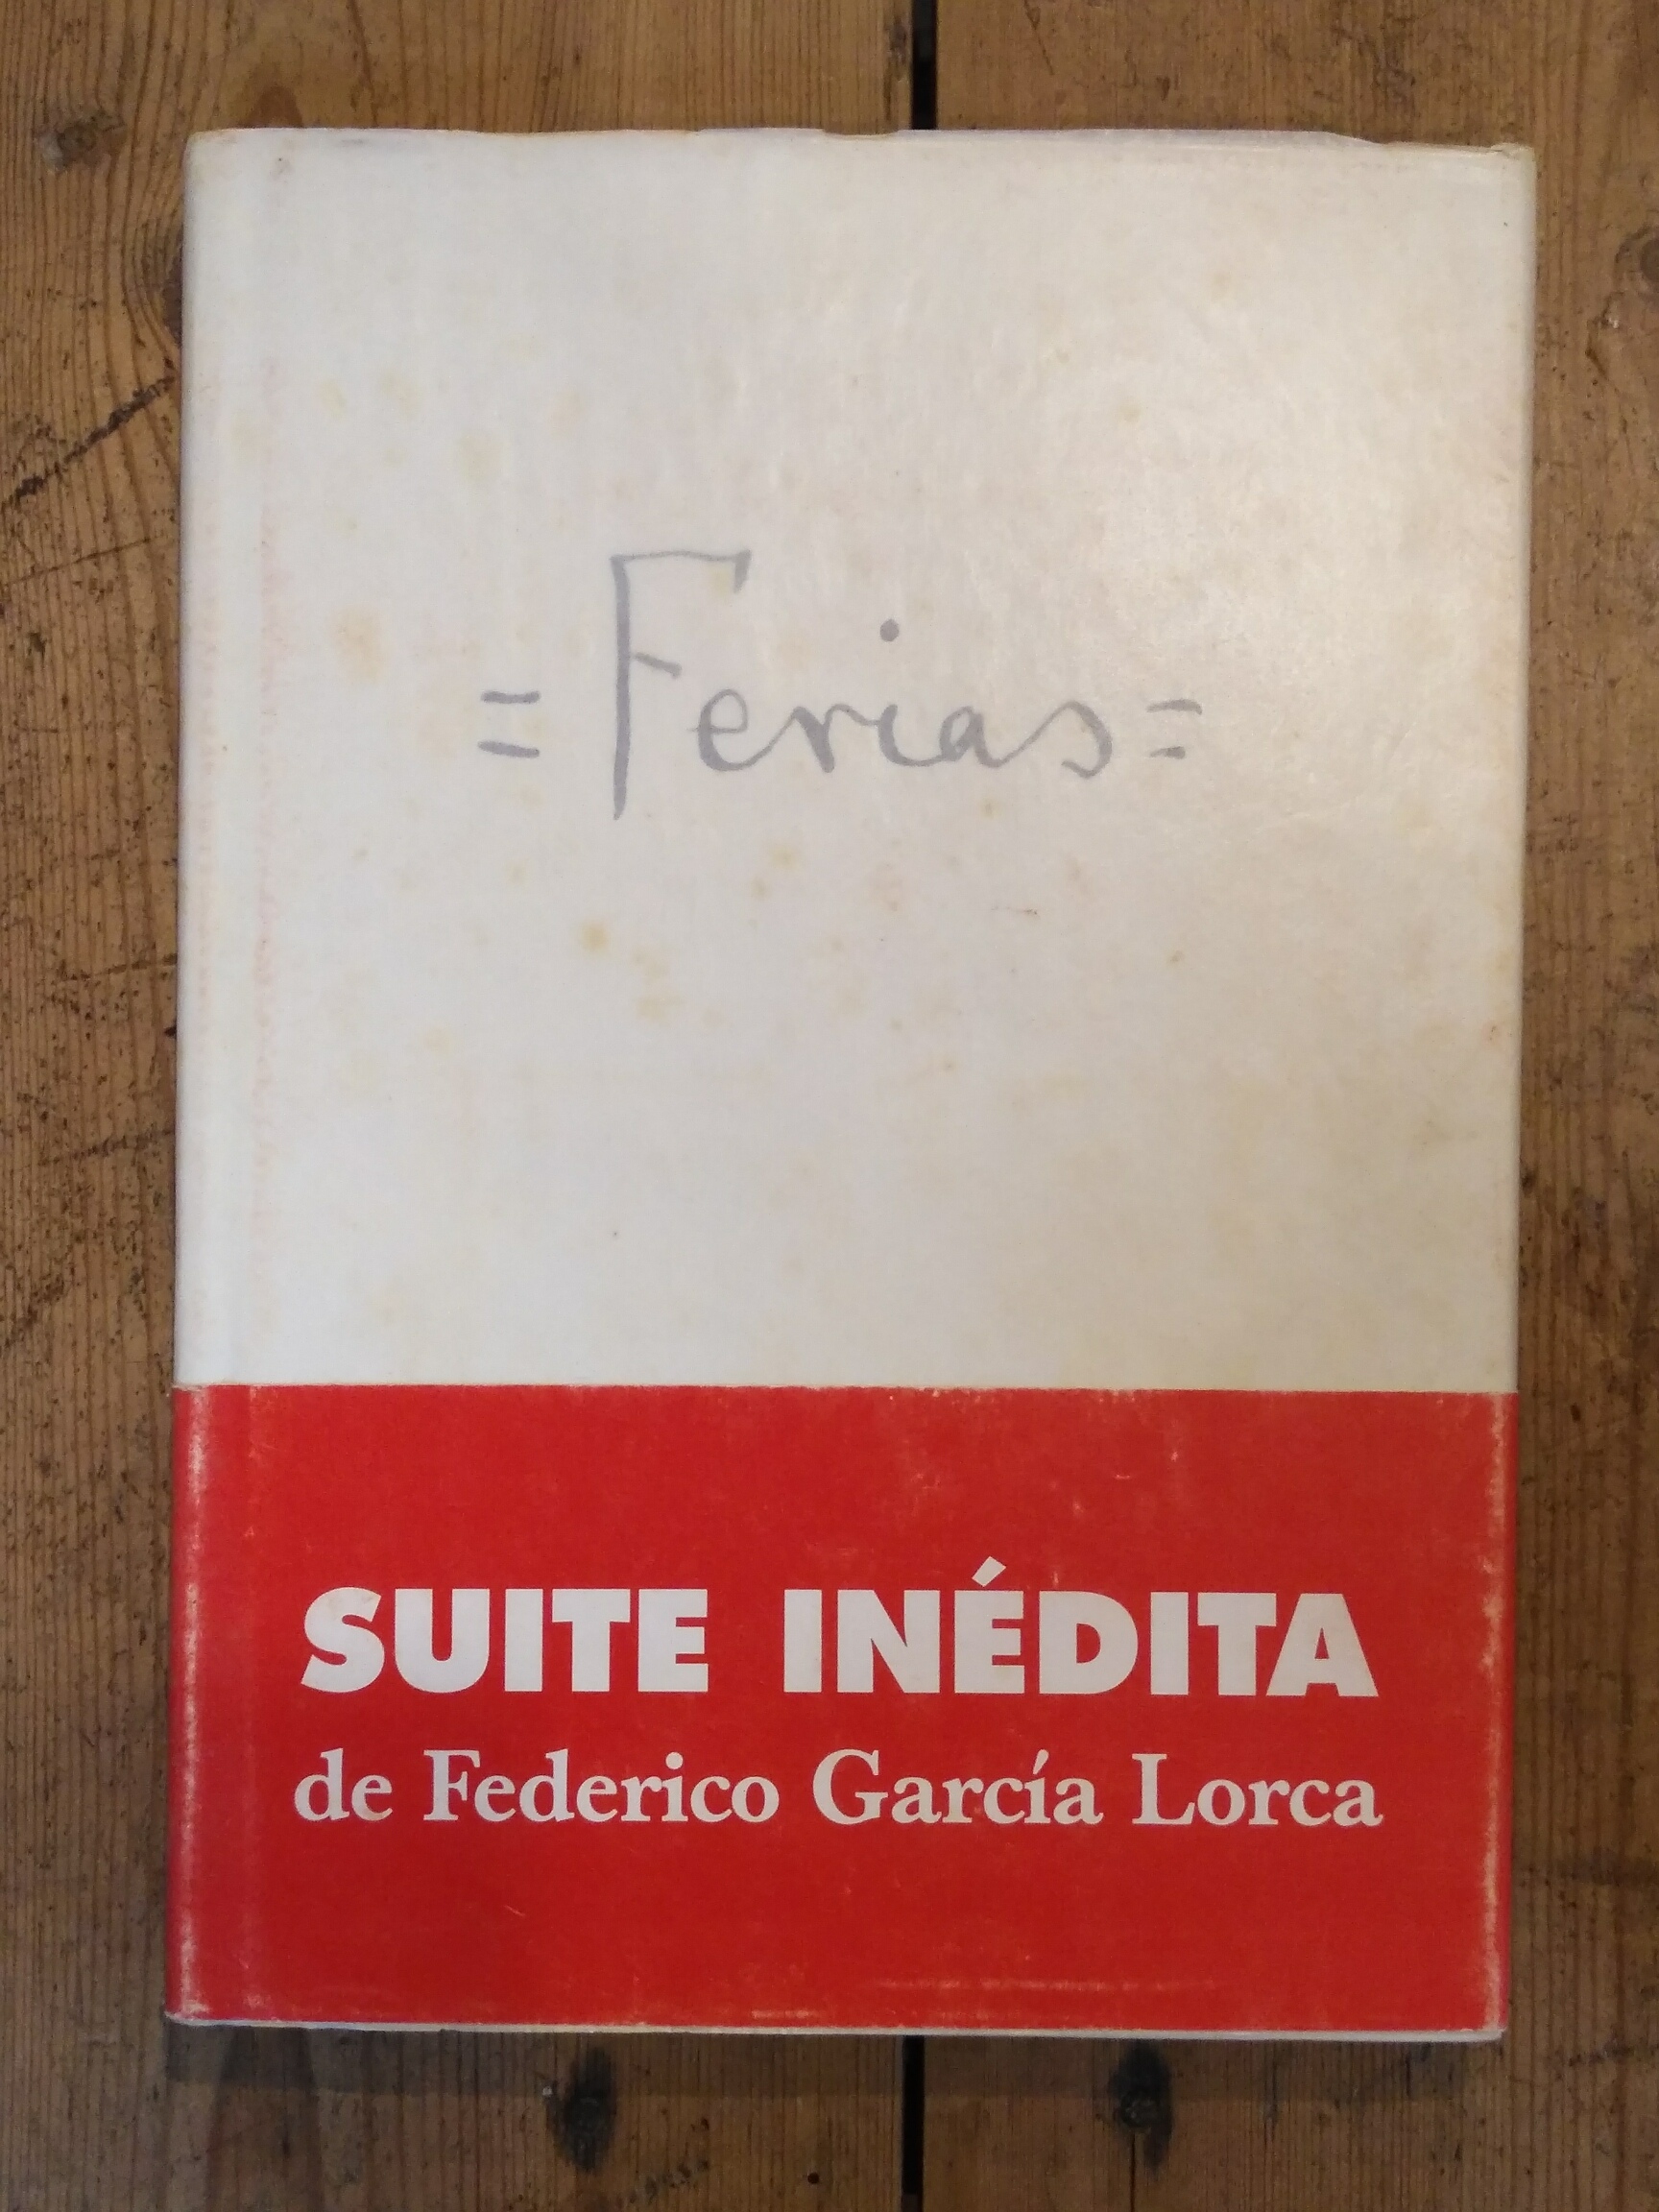 = Ferias =
SUITE INÉDITA
de Federico García Lorca